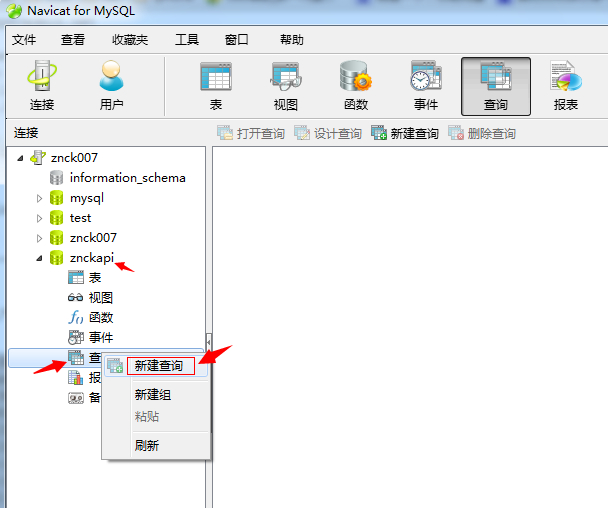 Navicat for MySQL
文件 查看 收藏夹 工具 窗口 帮助
连接 用户 表 视图 函数 事件 查询 报表
连接 打开查询 设计查询 新建查询 删除查询
znck007
information_schema
mysql
test
znck007
znckapi
表
视图
f()
函数
事件
查
新建查询
报
新建组
备
粘贴
刷新